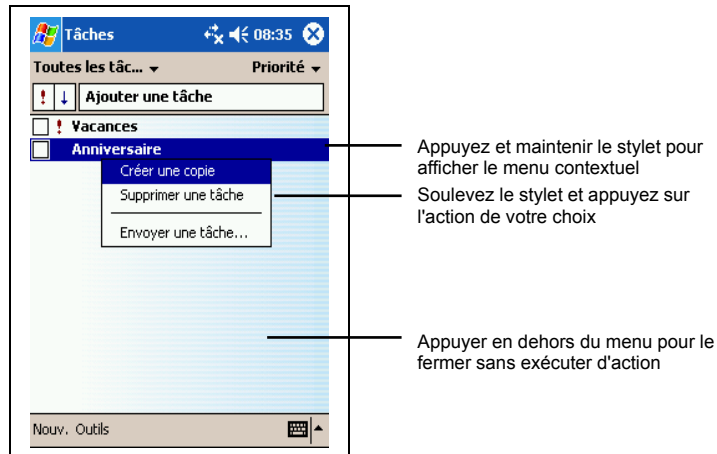 Tâches 08:35
Toutes les tâc... Priorité
! ↓ Ajouter une tâche
! Vacances
Anniversaire
Créer une copie
Supprimer une tâche
Envoyer une tâche...
Nouv. Outils
Appuyez et maintenir le stylet pour
afficher le menu contextuel
Soulevez le stylet et appuyez sur
l'action de votre choix
Appuyer en dehors du menu pour le
fermer sans exécuter d'action